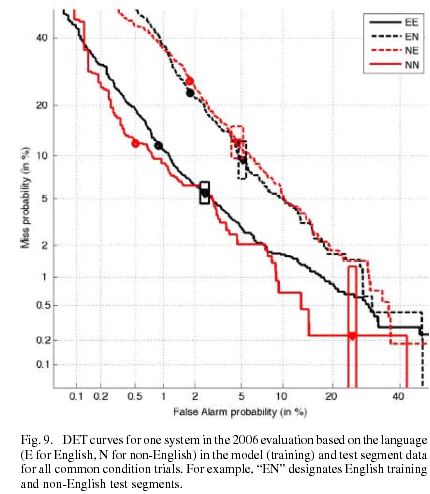 EE
EN
NE
NN
40
20
10
5
2
1
0.5
0.2
0.1
Miss probability (in %)
0.1 0.2 0.5 1 2 5 10 20 40
False Alarm probability (in %)
Fig. 9. DET curves for one system in the 2006 evaluation based on the language
(E for English, N for non-English) in the model (training) and test segment data
for all common condition trials. For example, “EN” designates English training
and non-English test segments.